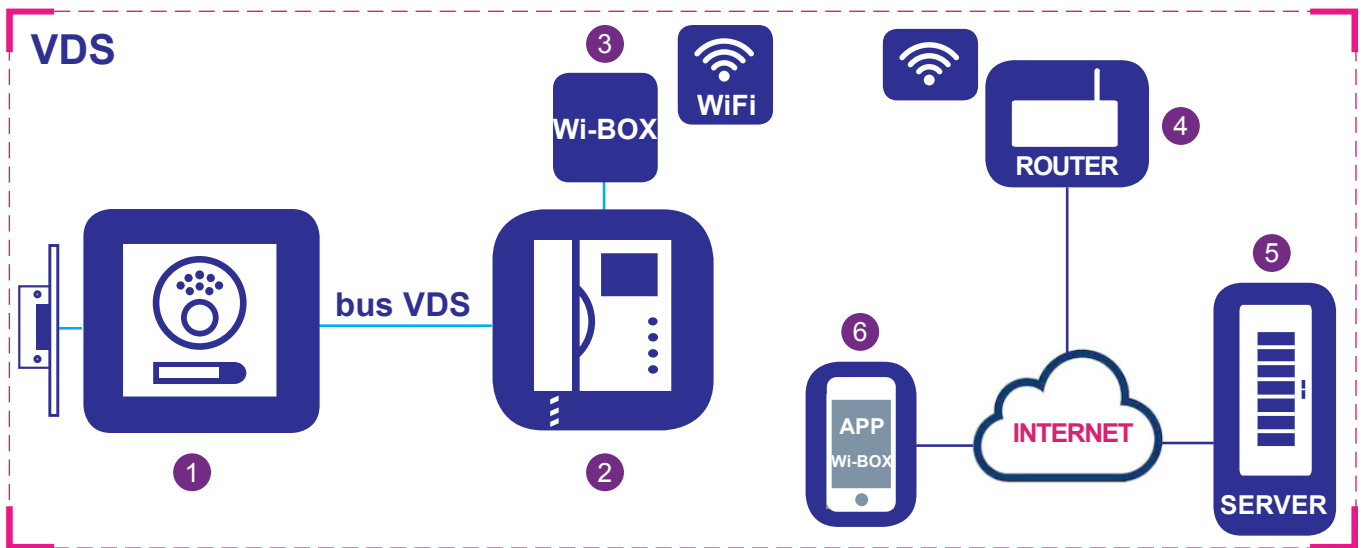 VDS
3
Wi-BOX
WiFi
4
ROUTER
bus VDS
5
6
APP
Wi-BOX
INTERNET
SERVER
1
2